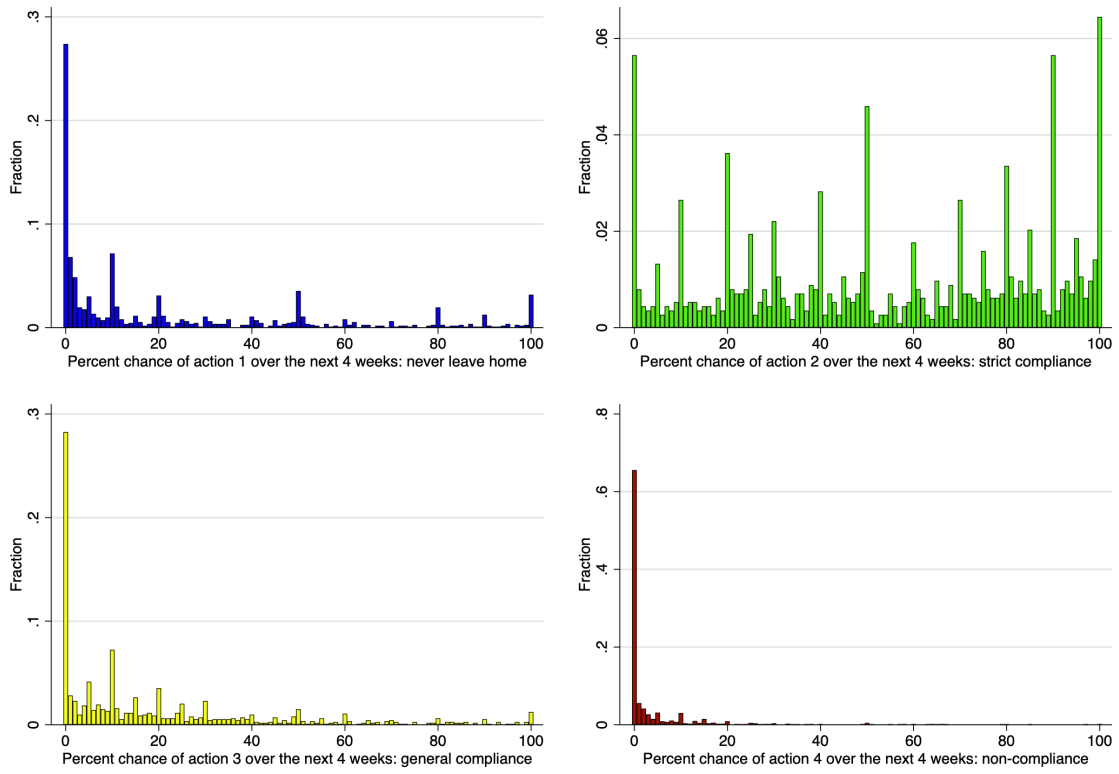 .3
.2
.1
0
Fraction
0 20 40 60 80 100
Percent chance of action 1 over the next 4 weeks: never leave home
.06
.04
.02
0
Fraction
0 20 40 60 80 100
Percent chance of action 2 over the next 4 weeks: strict compliance
.3
.2
.1
0
Fraction
0 20 40 60 80 100
Percent chance of action 3 over the next 4 weeks: general compliance
.8
.6
.4
.2
0
Fraction
0 20 40 60 80 100
Percent chance of action 4 over the next 4 weeks: non-compliance